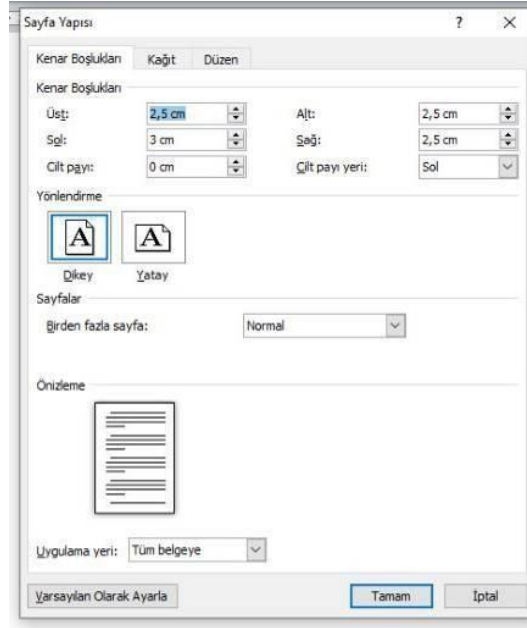 Sayfa Yapısı ? ×
Kenar Boşlukları Kağıt Düzen
Kenar Boşlukları
Üst: 2,5 cm Alt: 2,5 cm
Sol: 3 cm Sağ: 2,5 cm
Cilt payı: 0 cm Cilt payı yeri: Sol
Yönlendirme
A A
Dikey Yatay
Sayfalar
Birden fazla sayfa: Normal
Önizleme
Uygulama yeri: Tüm belgeye
Varsayılan Olarak Ayarla Tamam İptal